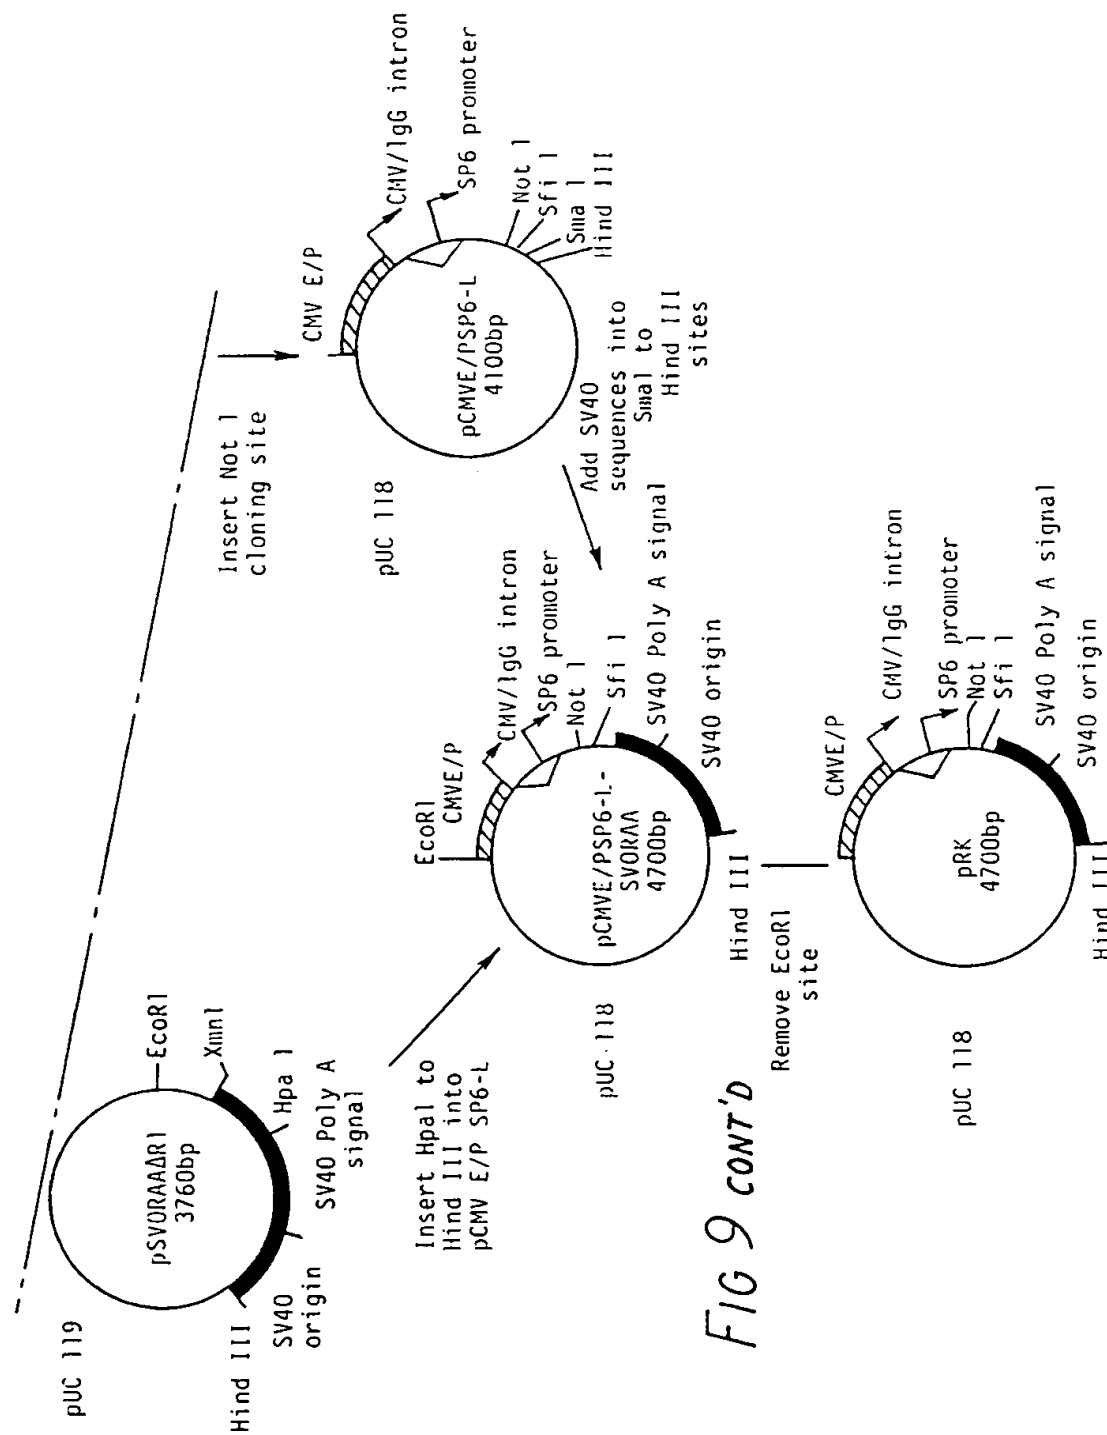 pUC 119
pSVORAAΔR1
3760bp
EcoR1
Xmn1
Hpa 1
SV40 Poly A
signal
SV40
origin
Hind III
Insert Hpa1 to
Hind III into
pCMV E/P SP6-L
Insert Not 1
cloning site
pUC 118
CMV E/P
CMV/1gG intron
SP6 promoter
Not 1
Sfi 1
Sma 1
Hind III
pCMVE/PSP6-L
4100bp
Add SV40
sequences into
Sma1 to
Hind III
sites
EcoR1
CMVE/P
CMV/1gG intron
SP6 promoter
Not 1
Sfi 1
SV40 Poly A signal
SV40 origin
pCMVE/PSP6-L-
SVORAA
4700bp
Hind III
pUC 118
Remove EcoR1
site
CMVE/P
CMV/1gG intron
SP6 promoter
Not 1
Sfi 1
SV40 Poly A signal
SV40 origin
pRK
4700bp
Hind III
pUC 118
FIG 9 CONT'D